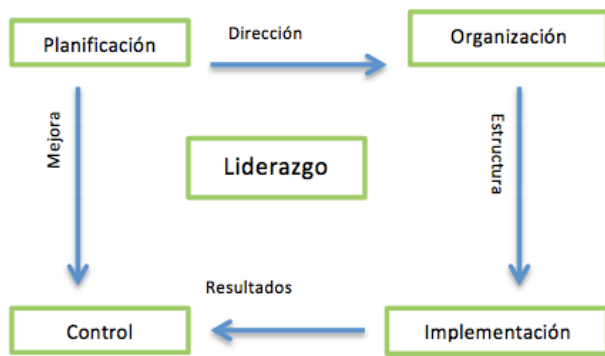 Planificación
Dirección
Organización
Mejora
Estructura
Liderazgo
Resultados
Control
Implementación